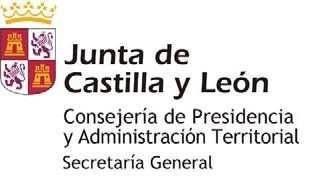 Junta de
Castilla y León
Consejería de Presidencia
y Administración Territorial
Secretaría General